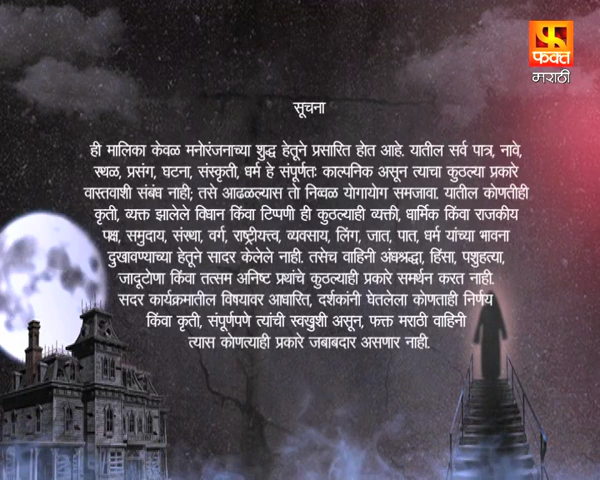 फक्त
मराठी
सूचना
ही मालिका केवळ मनोरंजनाच्या शुद्ध हेतूने प्रसारित होत आहे. यातील सर्व पात्र, नावे,
स्थळ, प्रसंग, घटना, संस्कृती, धर्म हे संपूर्णतः काल्पनिक असून त्याचा कुठल्या प्रकारे
वास्तवाशी संबंध नाही; तसे आढळल्यास तो निव्वळ योगायोग समजावा. यातील कोणतीही
कृती, व्यक्त झालेले विधान किंवा टिप्पणी ही कुठल्याही व्यक्ती, धार्मिक किंवा राजकीय
पक्ष, समुदाय, संस्था, वर्ग, राष्ट्रीयत्त्व, व्यवसाय, लिंग, जात, पात, धर्म यांच्या भावना
दुखावण्याच्या हेतूने सादर केलेले नाही. तसेच वाहिनी अंधश्रद्धा, हिंसा, पशुहत्या,
जादूटोणा किंवा तत्सम अनिष्ट प्रथांचे कुठल्याही प्रकारे समर्थन करत नाही.
सदर कार्यक्रमातील विषयावर आधारित, दर्शकांनी घेतलेला कोणताही निर्णय
किंवा कृती, संपूर्णपणे त्यांची स्वखुशी असून, फक्त मराठी वाहिनी
त्यास कोणत्याही प्रकारे जबाबदार असणार नाही.